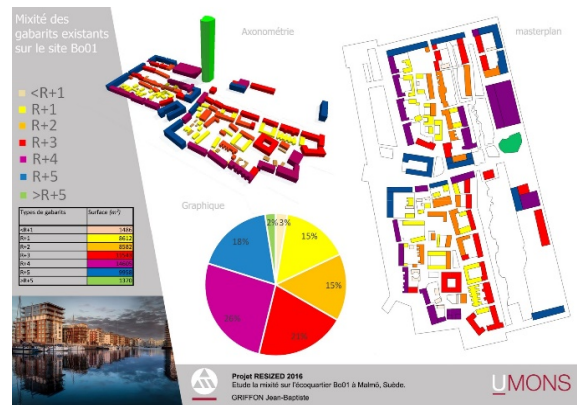 Mixité des
gabarits existants
sur le site Bo01
Axonométrie
masterplan
<R+1
R+1
R+2
R+3
R+4
R+5
>R+5
Types de gabarits Surface (m²)
<R+1 1486
R+1 8612
R+2 8582
R+3
R+4
R+5
>R+5 1370
Graphique
2%
3%
15%
15%
18%
Projet RESIZED 2016
Etude la mixité sur l'écoquartier Bo01 à Malmö, Suède.
GRIFFON Jean-Baptiste
UMONS